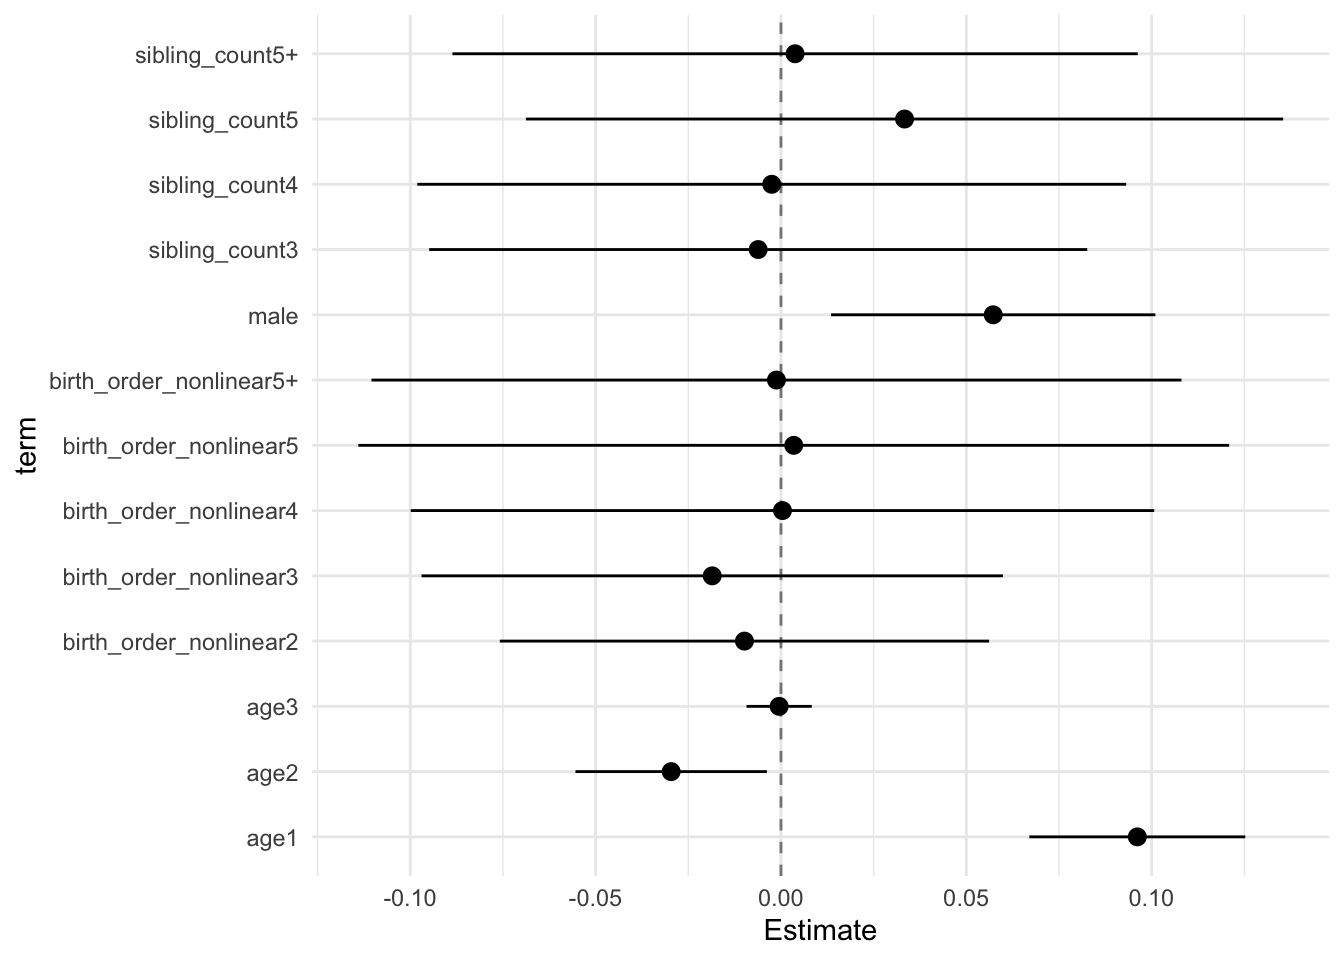 sibling_count5+
sibling_count5
sibling_count4
sibling_count3
male
birth_order_nonlinear5+
birth_order_nonlinear5
birth_order_nonlinear4
birth_order_nonlinear3
birth_order_nonlinear2
age3
age2
age1
term
-0.10 -0.05 0.00 0.05 0.10
Estimate